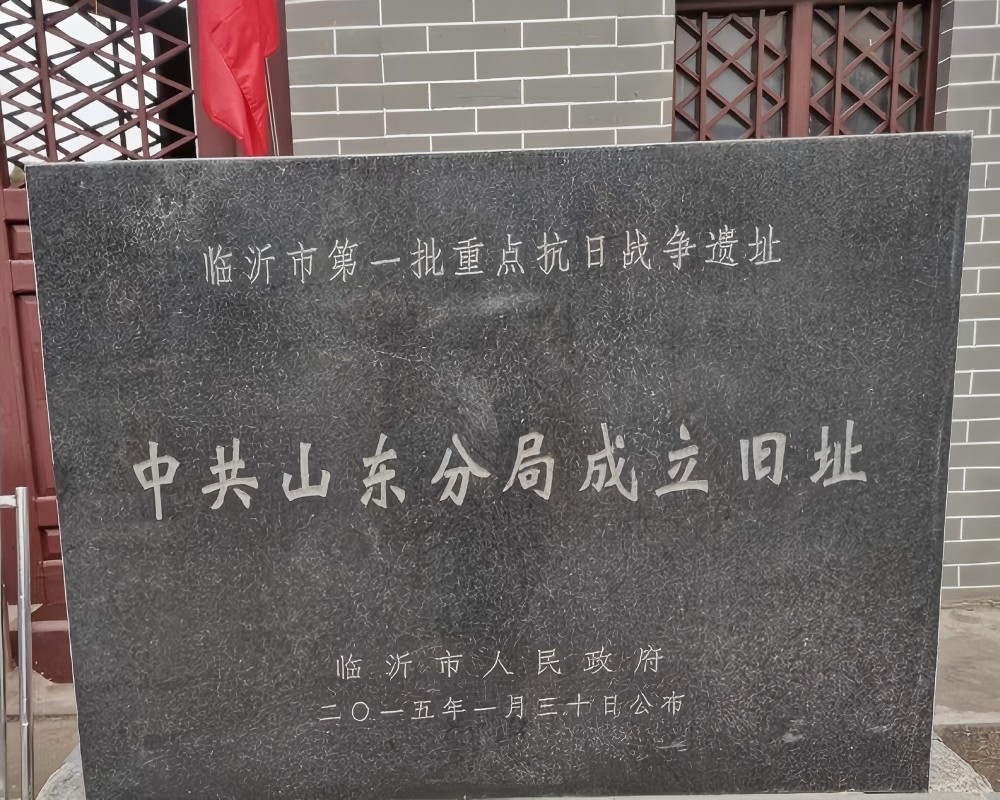 临沂市第一批重点抗日战争遗址
中共山东分局成立旧址
临沂市人民政府
二〇一五年一月三十日公布